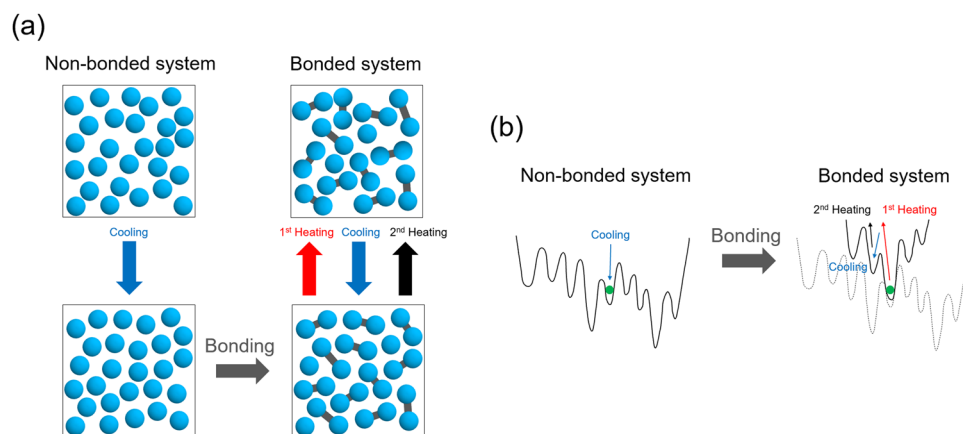 (a)
Non-bonded system
Bonded system
Cooling
1st Heating
Cooling
2nd Heating
Bonding
(b)
Non-bonded system
Bonded system
Cooling
Bonding
2nd Heating
1st Heating
Cooling